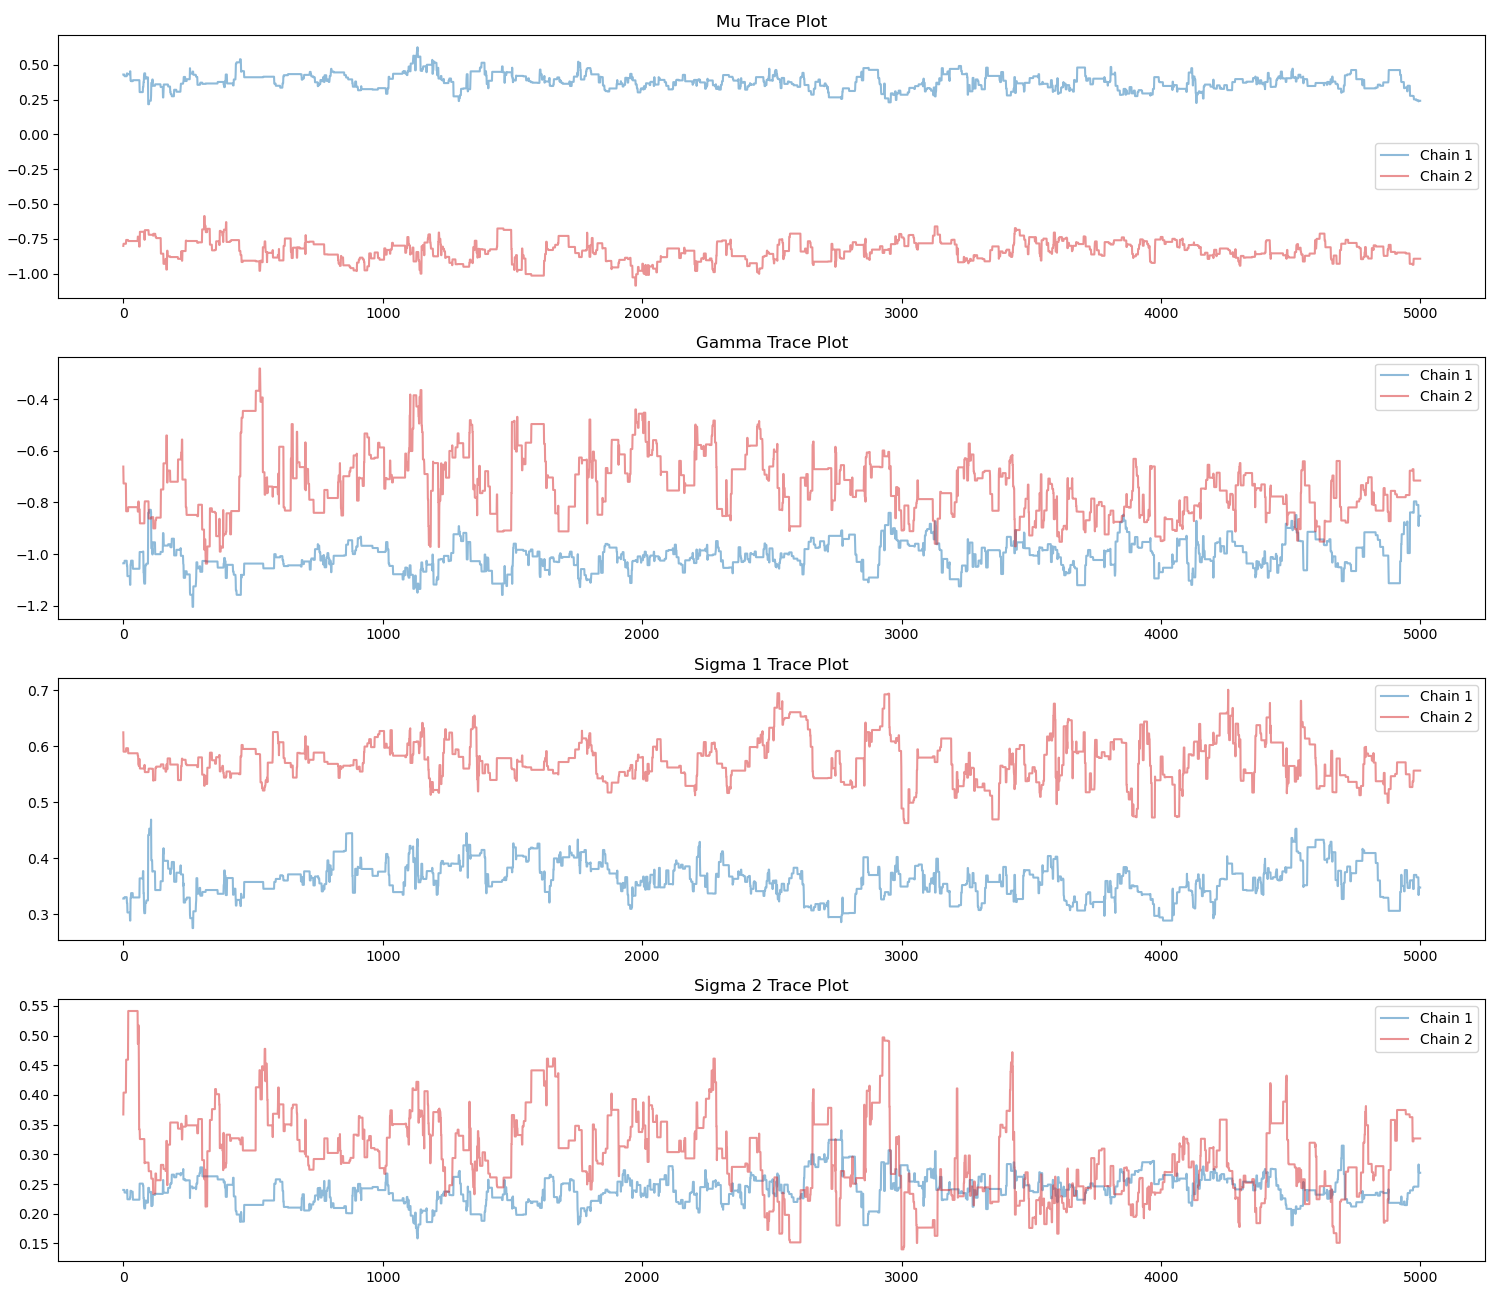 Mu Trace Plot
0.50
0.25
0.00
−0.25
−0.50
−0.75
−1.00
Chain 1
Chain 2
0 1000 2000 3000 4000 5000
Gamma Trace Plot
−0.4
−0.6
−0.8
−1.0
−1.2
Chain 1
Chain 2
0 1000 2000 3000 4000 5000
Sigma 1 Trace Plot
0.7
0.6
0.5
0.4
0.3
Chain 1
Chain 2
0 1000 2000 3000 4000 5000
Sigma 2 Trace Plot
0.55
0.50
0.45
0.40
0.35
0.30
0.25
0.20
0.15
Chain 1
Chain 2
0 1000 2000 3000 4000 5000